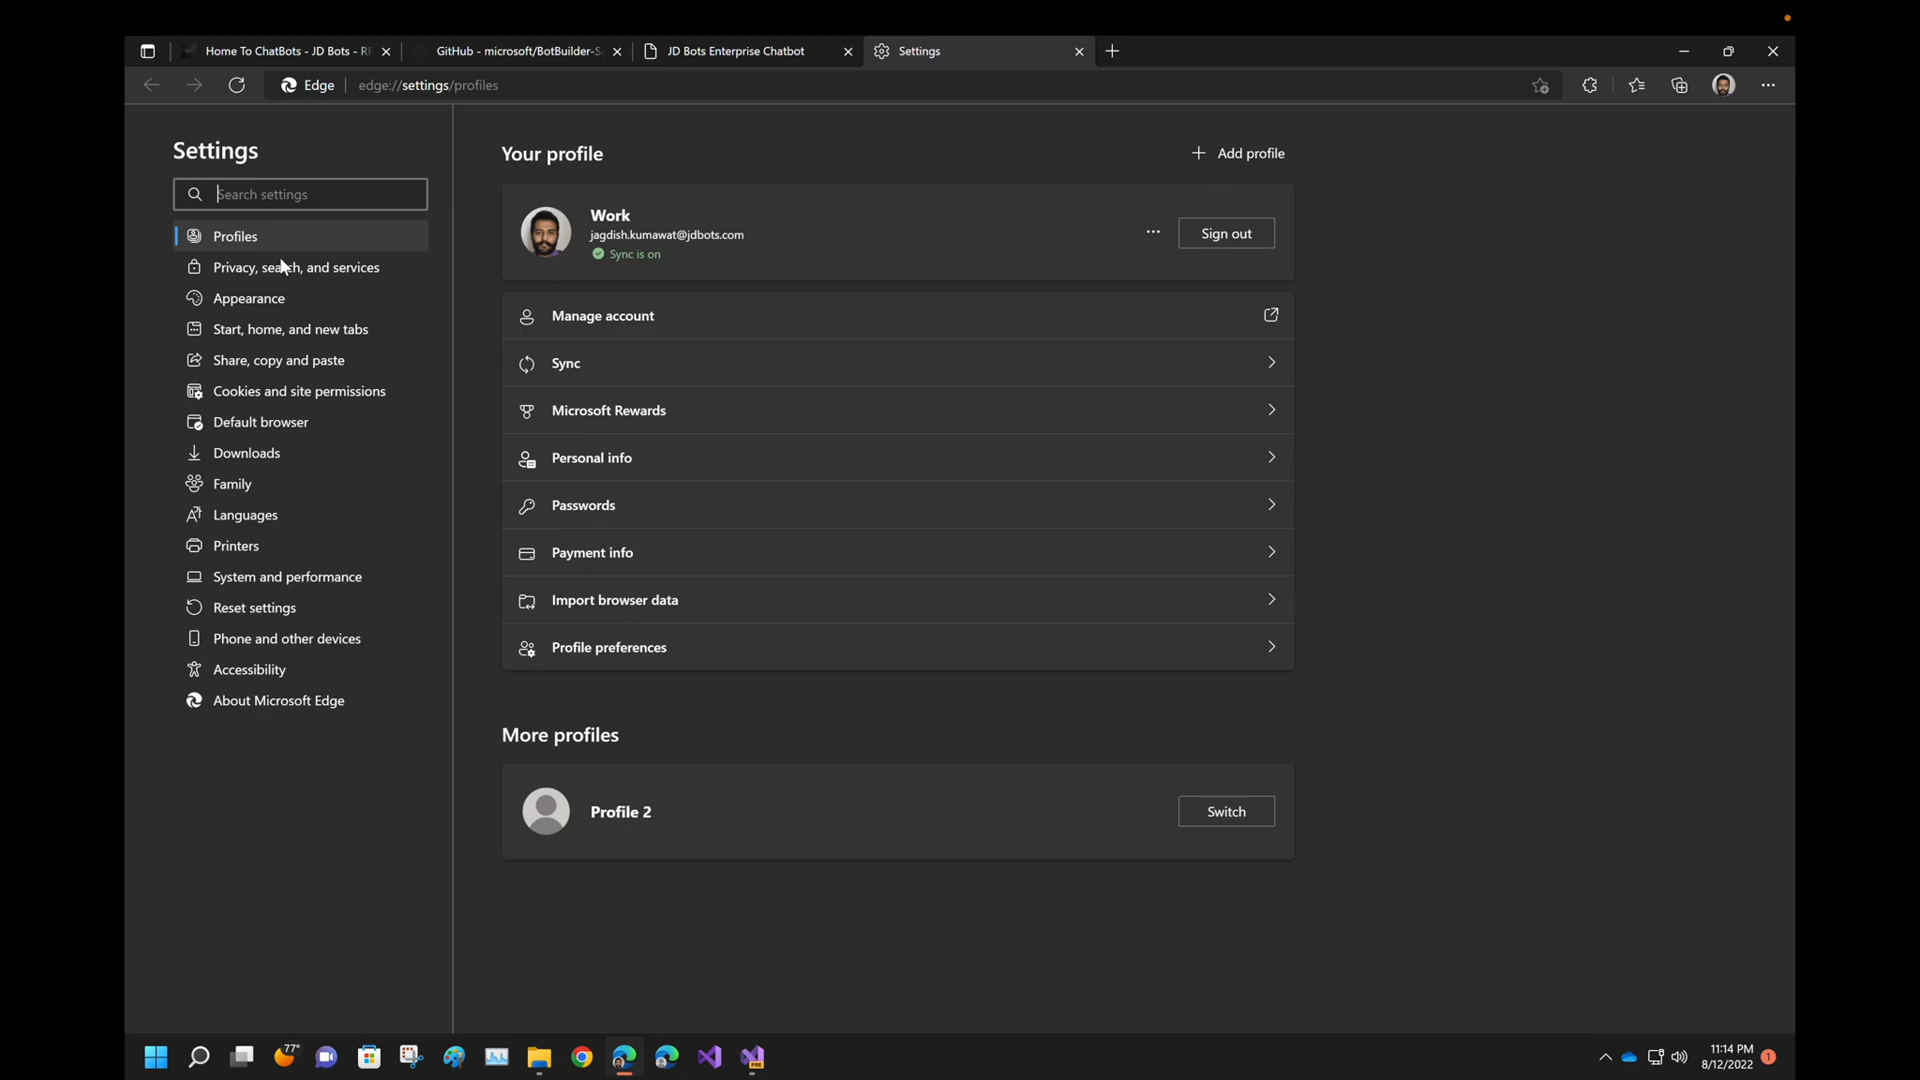 Home To ChatBots - JD Bots - RP
GitHub - microsoft/BotBuilder-S
JD Bots Enterprise Chatbot
Settings
Edge
edge://settings/profiles
Settings
Search settings
Profiles
Privacy, search, and services
Appearance
Start, home, and new tabs
Share, copy and paste
Cookies and site permissions
Default browser
Downloads
Family
Languages
Printers
System and performance
Reset settings
Phone and other devices
Accessibility
About Microsoft Edge
Your profile
Add profile
Work
jagdish.kumawat@jdbots.com
Sync is on
Sign out
Manage account
Sync
Microsoft Rewards
Personal info
Passwords
Payment info
Import browser data
Profile preferences
More profiles
Profile 2
Switch
77°
PRE
11:14 PM
8/12/2022
1